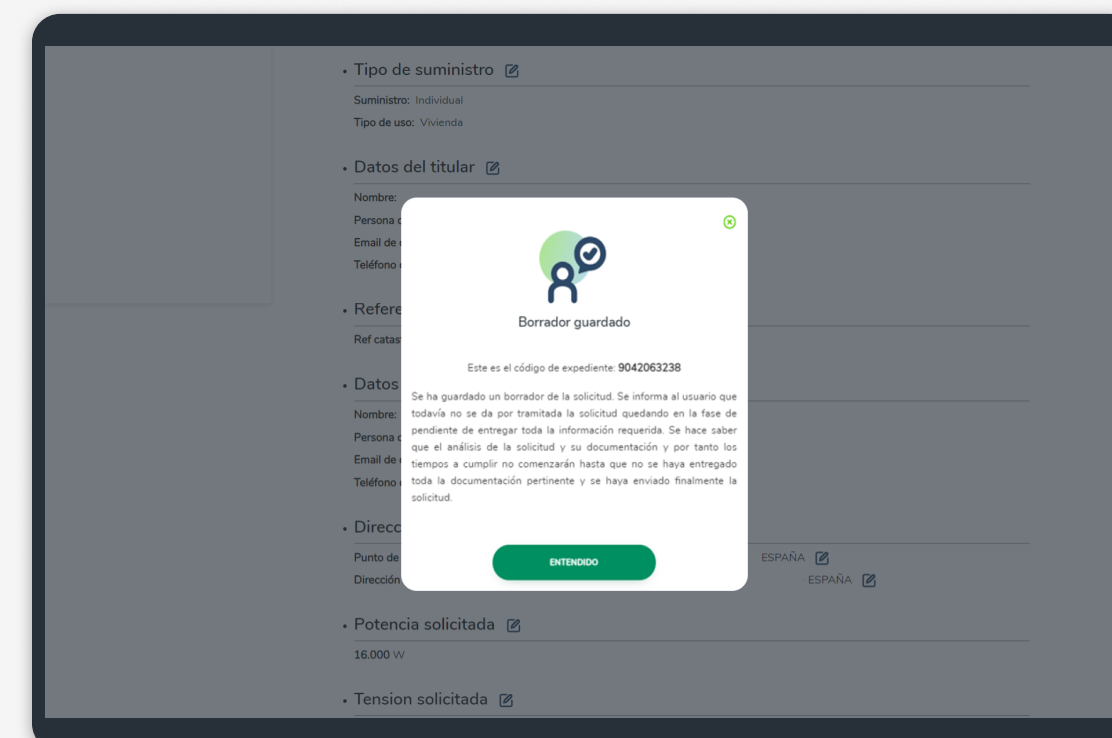 Tipo de suministro
Suministro: Individual
Tipo de uso: Vivienda
Datos del titular
Nombre:
Persona
Email de
Teléfono
Ref catas
Datos
Nombre:
Persona
Email de
Teléfono
Punto de
ESPAÑA
Dirección
ESPAÑA
Potencia solicitada
16.000 W
Tension solicitada
Borrador guardado
Este es el código de expediente: 9042063238
Se ha guardado un borrador de la solicitud. Se informa al usuario que
todavía no se da por tramitada la solicitud quedando en la fase de
pendiente de entregar toda la información requerida. Se hace saber
que el análisis de la solicitud y su documentación y por tanto los
tiempos a cumplir no comenzarán hasta que no se haya entregado
toda la documentación pertinente y se haya enviado finalmente la
solicitud.
ENTENDIDO